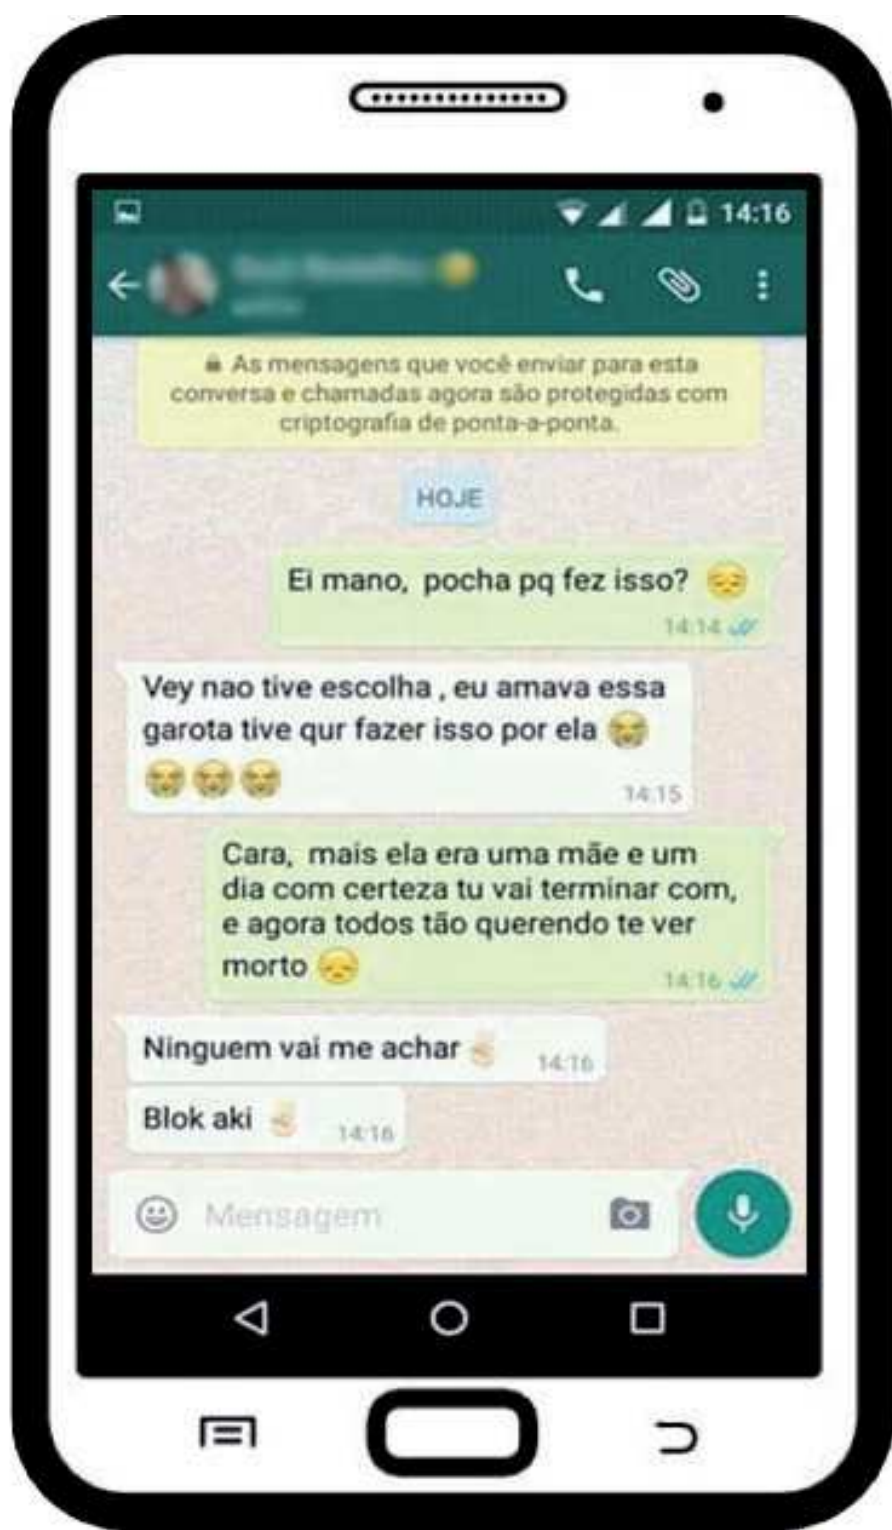 14:16
As mensagens que você enviar para esta
conversa e chamadas agora são protegidas com
criptografia de ponta-a-ponta.
HOJE
Ei mano, pocha pq fez isso? 😔
14:14
Vey nao tive escolha , eu amava essa
garota tive qur fazer isso por ela 😭
😭😭😭
14:15
Cara, mais ela era uma mãe e um
dia com certeza tu vai terminar com,
e agora todos tão querendo te ver
morto 😞
14:16
Ninguem vai me achar ✌🏻
14:16
Blok aki ✌🏻
14:16
Mensagem